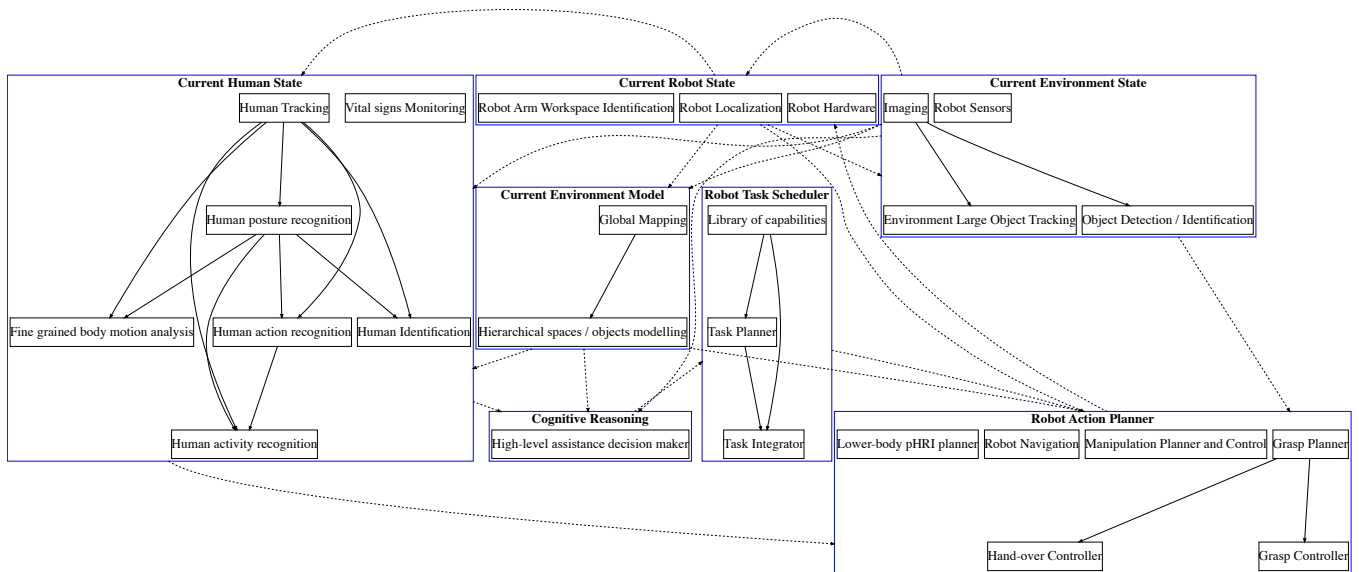 Current Human State
Human Tracking
Vital signs Monitoring
Human posture recognition
Fine grained body motion analysis
Human action recognition
Human Identification
Human activity recognition
Current Robot State
Robot Arm Workspace Identification
Robot Localization
Robot Hardware
Current Environment State
Imaging
Robot Sensors
Environment Large Object Tracking
Object Detection / Identification
Current Environment Model
Global Mapping
Hierarchical spaces / objects modelling
Robot Task Scheduler
Library of capabilities
Task Planner
Task Integrator
Cognitive Reasoning
High-level assistance decision maker
Robot Action Planner
Lower-body pHRI planner
Robot Navigation
Manipulation Planner and Control
Grasp Planner
Hand-over Controller
Grasp Controller